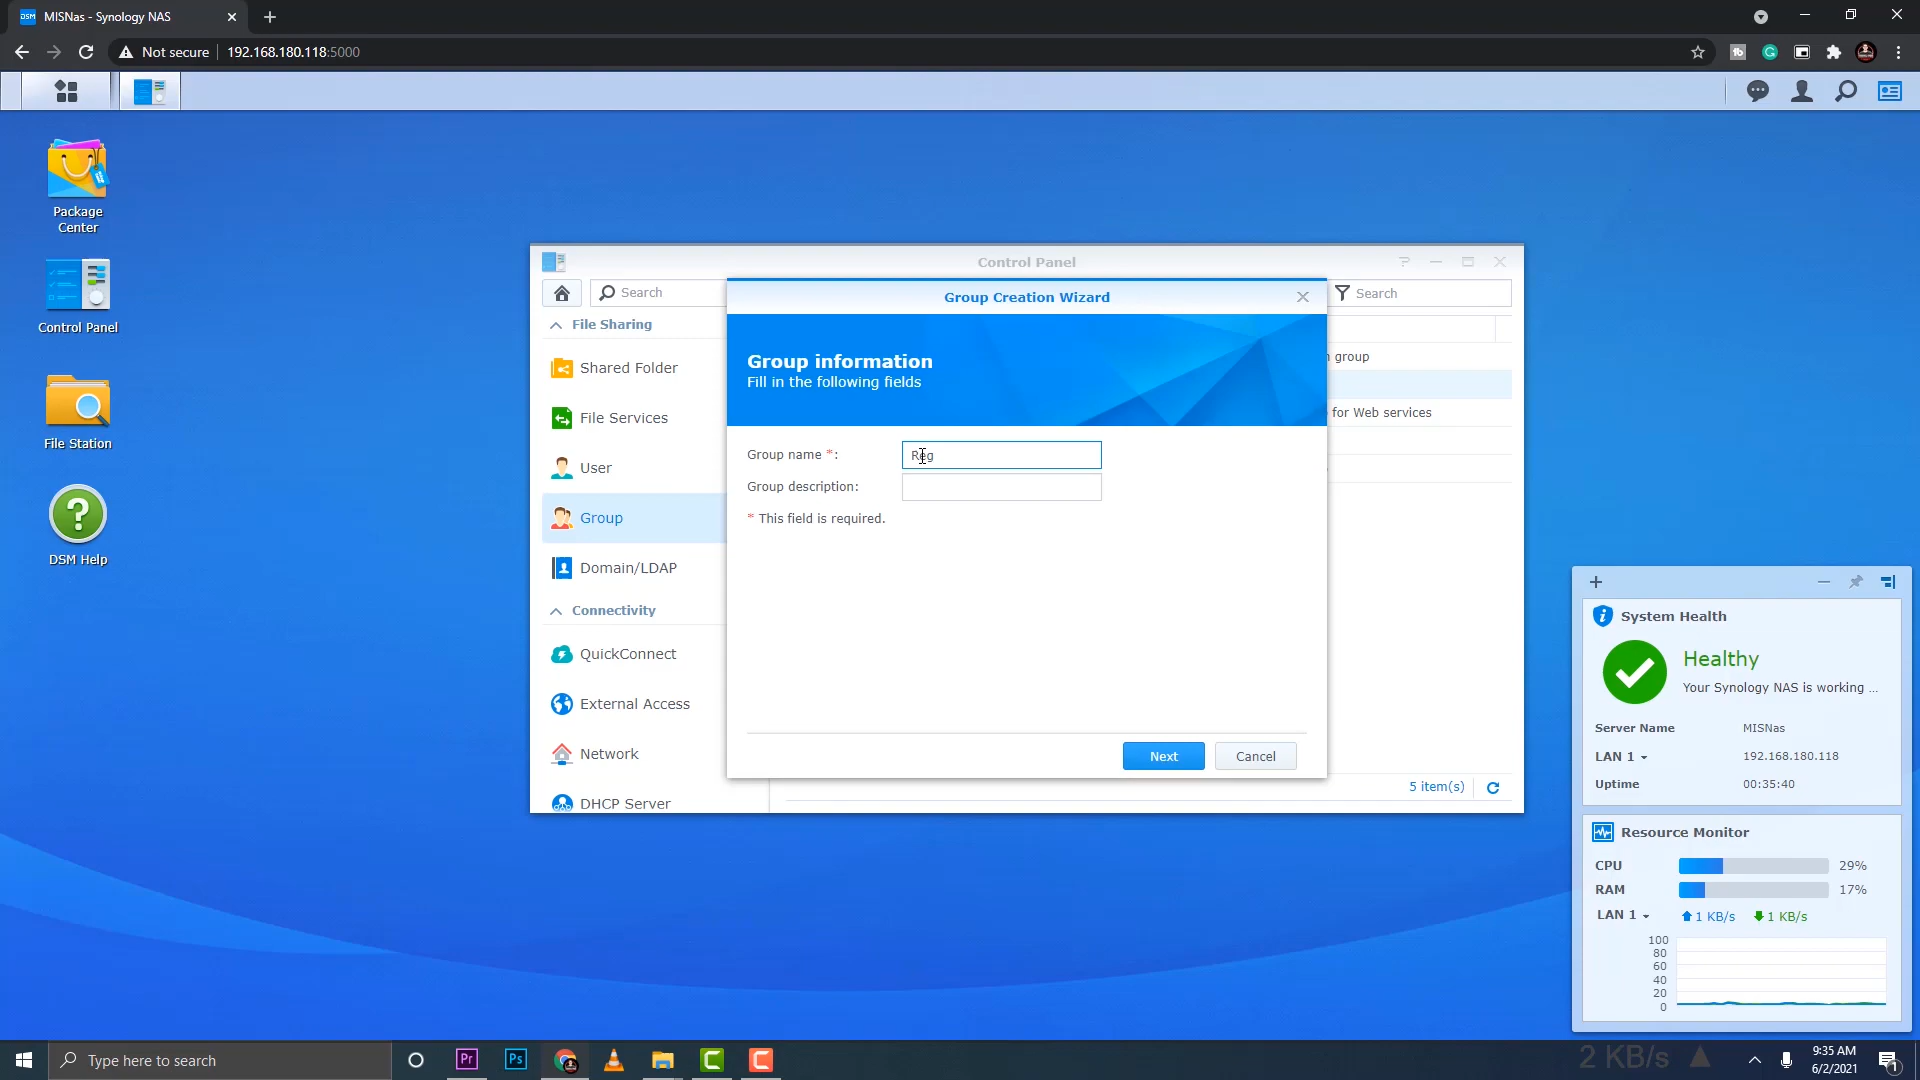 DSM MISNas - Synology NAS
Not secure 192.168.180.118:5000
Package
Center
Control Panel
File Station
DSM Help
Control Panel
Search
Search
File Sharing
Shared Folder
File Services
User
Group
Domain/LDAP
Connectivity
QuickConnect
External Access
Network
DHCP Server
group
for Web services
5 item(s)
Group Creation Wizard
Group information
Fill in the following fields
Group name *: Reg
Group description:
* This field is required.
Next Cancel
System Health
Healthy
Your Synology NAS is working ...
Server Name MISNas
LAN 1 192.168.180.118
Uptime 00:35:40
Resource Monitor
CPU 29%
RAM 17%
LAN 1 1 KB/s 1 KB/s
100
80
60
40
20
0
Type here to search
Pr
Ps
2 KB/s
9:35 AM
6/2/2021
1